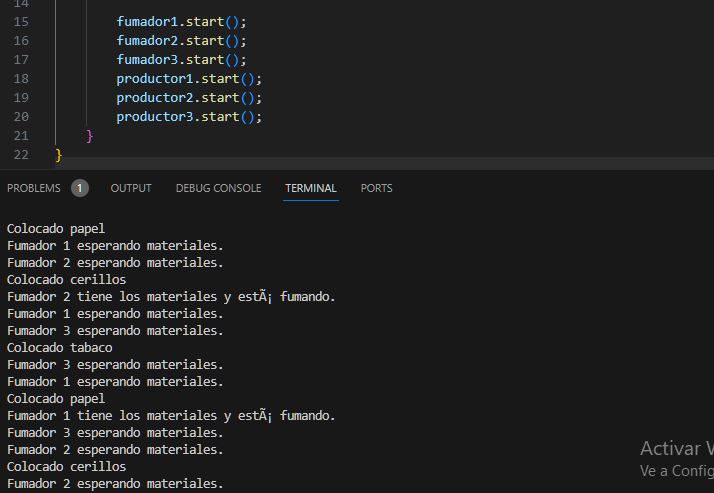 14
15 fumador1.start();
16 fumador2.start();
17 fumador3.start();
18 productor1.start();
19 productor2.start();
20 productor3.start();
21 }
22 }
PROBLEMS 1 OUTPUT DEBUG CONSOLE TERMINAL PORTS
Colocado papel
Fumador 1 esperando materiales.
Fumador 2 esperando materiales.
Colocado cerillos
Fumador 2 tiene los materiales y estÃ¡ fumando.
Fumador 1 esperando materiales.
Fumador 3 esperando materiales.
Colocado tabaco
Fumador 3 esperando materiales.
Fumador 1 esperando materiales.
Colocado papel
Fumador 1 tiene los materiales y estÃ¡ fumando.
Fumador 3 esperando materiales.
Fumador 2 esperando materiales.
Colocado cerillos
Fumador 2 esperando materiales.
Activar W
Ve a Config